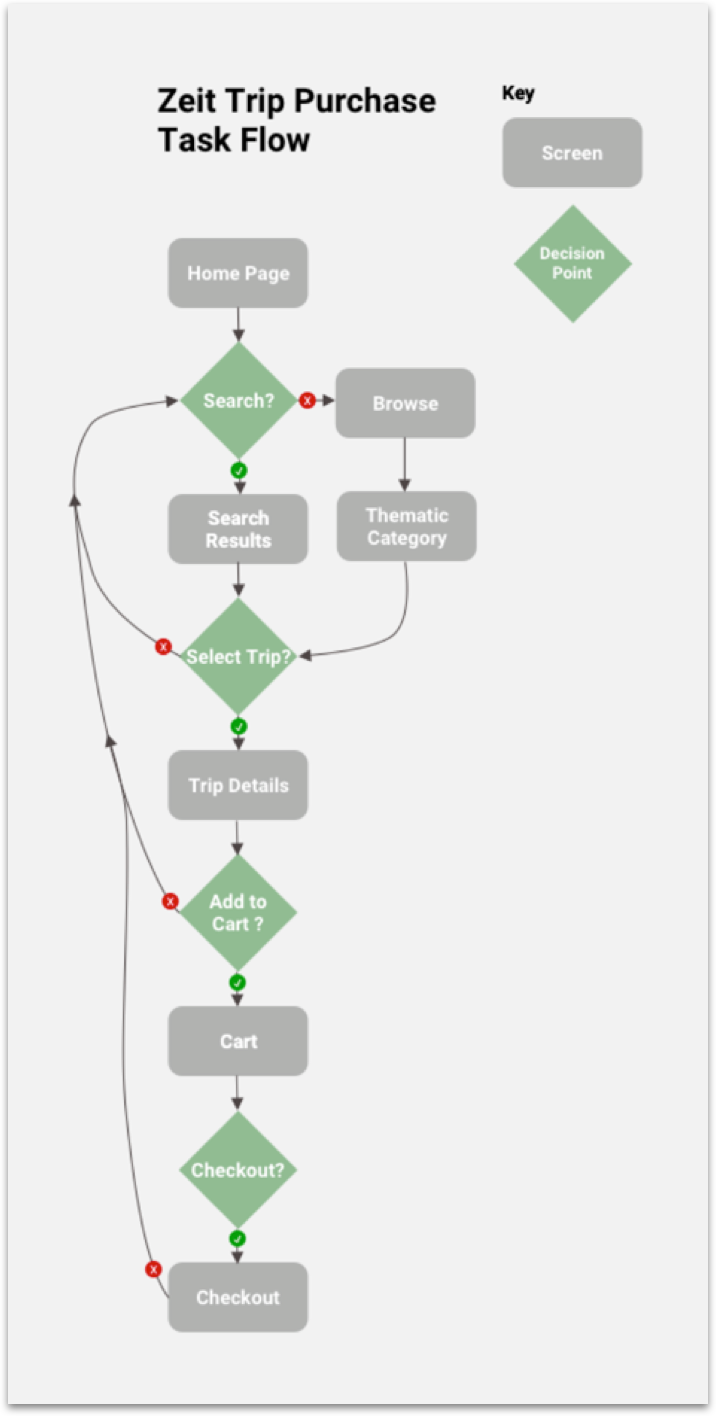 Zeit Trip Purchase
Task Flow
Key
Screen
Decision
Point
Home Page
Search?
x
Browse
Search
Results
Thematic
Category
x
Select Trip?
Trip Details
x
Add to
Cart ?
Cart
Checkout?
x
Checkout